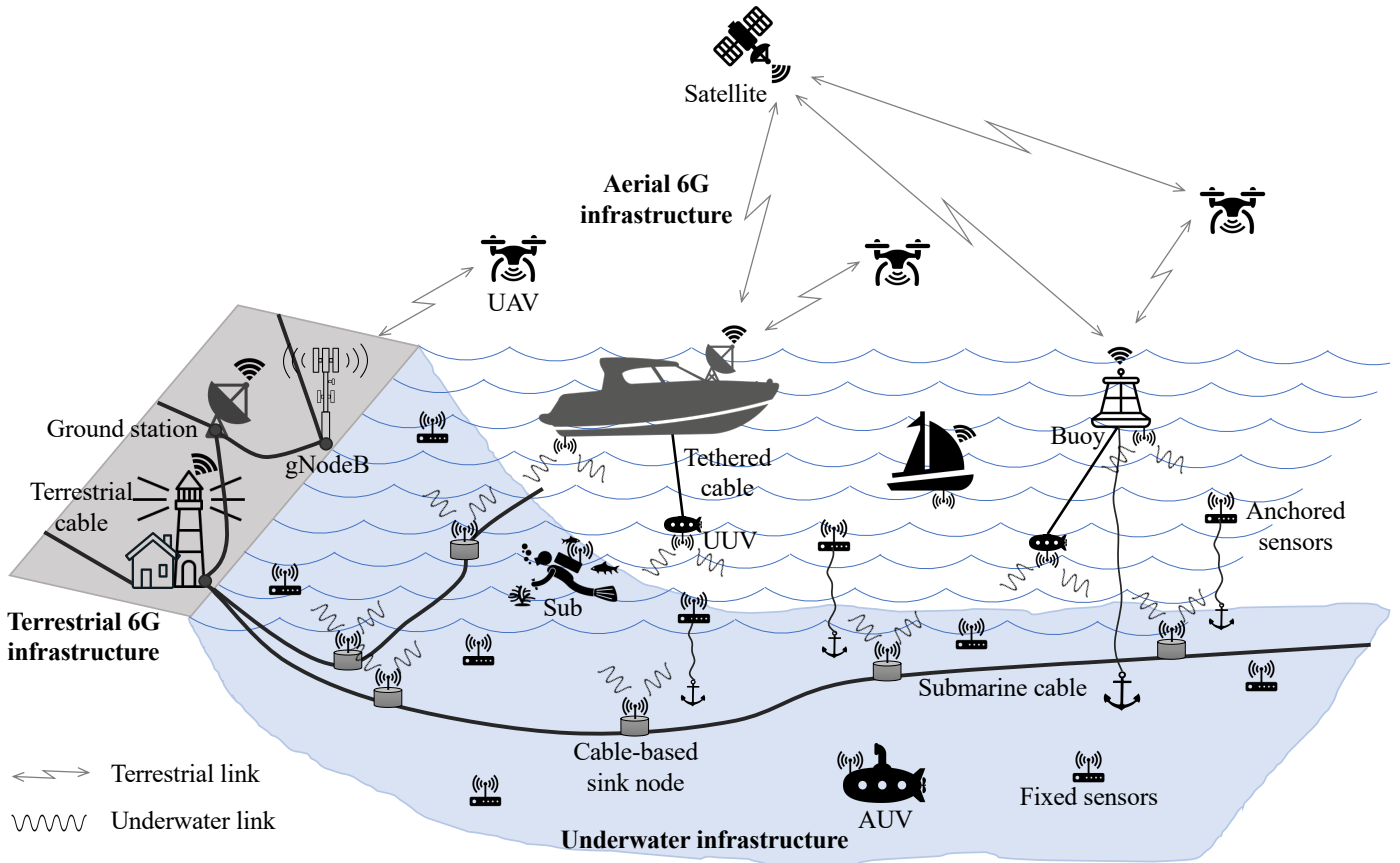 Satellite
Aerial 6G
infrastructure
UAV
Ground station
gNodeB
Buoy
Tethered
cable
Terrestrial
cable
UUV
Anchored
sensors
Sub
Terrestrial 6G
infrastructure
Submarine cable
Cable-based
sink node
Terrestrial link
Fixed sensors
Underwater link
AUV
Underwater infrastructure